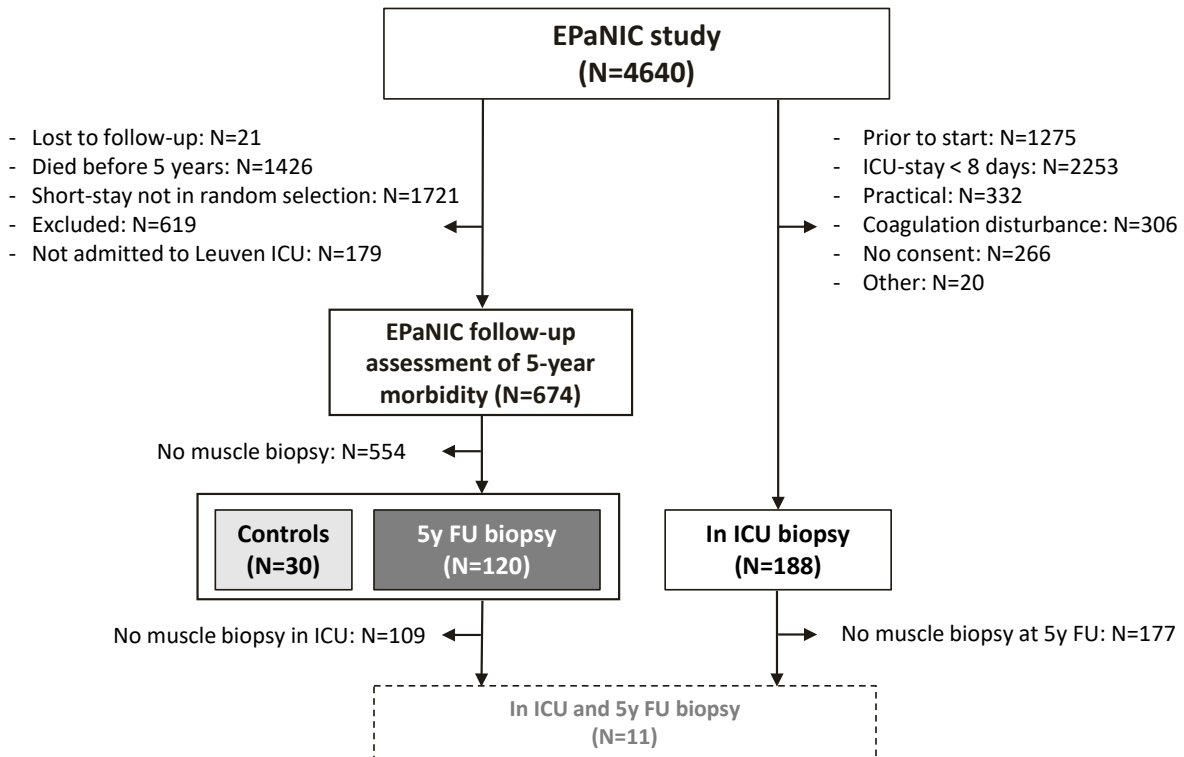 EPaNIC study
(N=4640)
- Lost to follow-up: N=21
- Died before 5 years: N=1426
- Short-stay not in random selection: N=1721
- Excluded: N=619
- Not admitted to Leuven ICU: N=179
- Prior to start: N=1275
- ICU-stay < 8 days: N=2253
- Practical: N=332
- Coagulation disturbance: N=306
- No consent: N=266
- Other: N=20
EPaNIC follow-up
assessment of 5-year
morbidity (N=674)
No muscle biopsy: N=554
Controls
(N=30)
5y FU biopsy
(N=120)
In ICU biopsy
(N=188)
No muscle biopsy in ICU: N=109
No muscle biopsy at 5y FU: N=177
In ICU and 5y FU biopsy
(N=11)